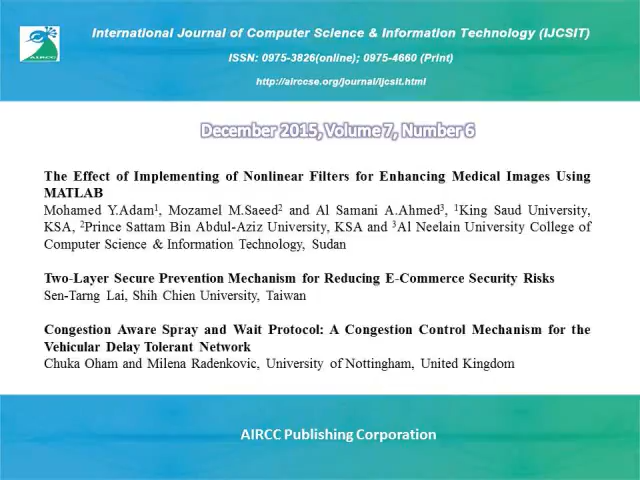 AIRCC
International Journal of Computer Science & Information Technology (IJCSIT)
ISSN: 0975-3826(online); 0975-4660 (Print)
http://airccse.org/journal/ijcsit.html
December 2015, Volume 7, Number 6
The Effect of Implementing of Nonlinear Filters for Enhancing Medical Images Using
MATLAB
Mohamed Y.Adam1, Mozamel M.Saeed2 and Al Samani A.Ahmed3, 1King Saud University,
KSA, 2Prince Sattam Bin Abdul-Aziz University, KSA and 3Al Neelain University College of
Computer Science & Information Technology, Sudan
Two-Layer Secure Prevention Mechanism for Reducing E-Commerce Security Risks
Sen-Tarng Lai, Shih Chien University, Taiwan
Congestion Aware Spray and Wait Protocol: A Congestion Control Mechanism for the
Vehicular Delay Tolerant Network
Chuka Oham and Milena Radenkovic, University of Nottingham, United Kingdom
AIRCC Publishing Corporation